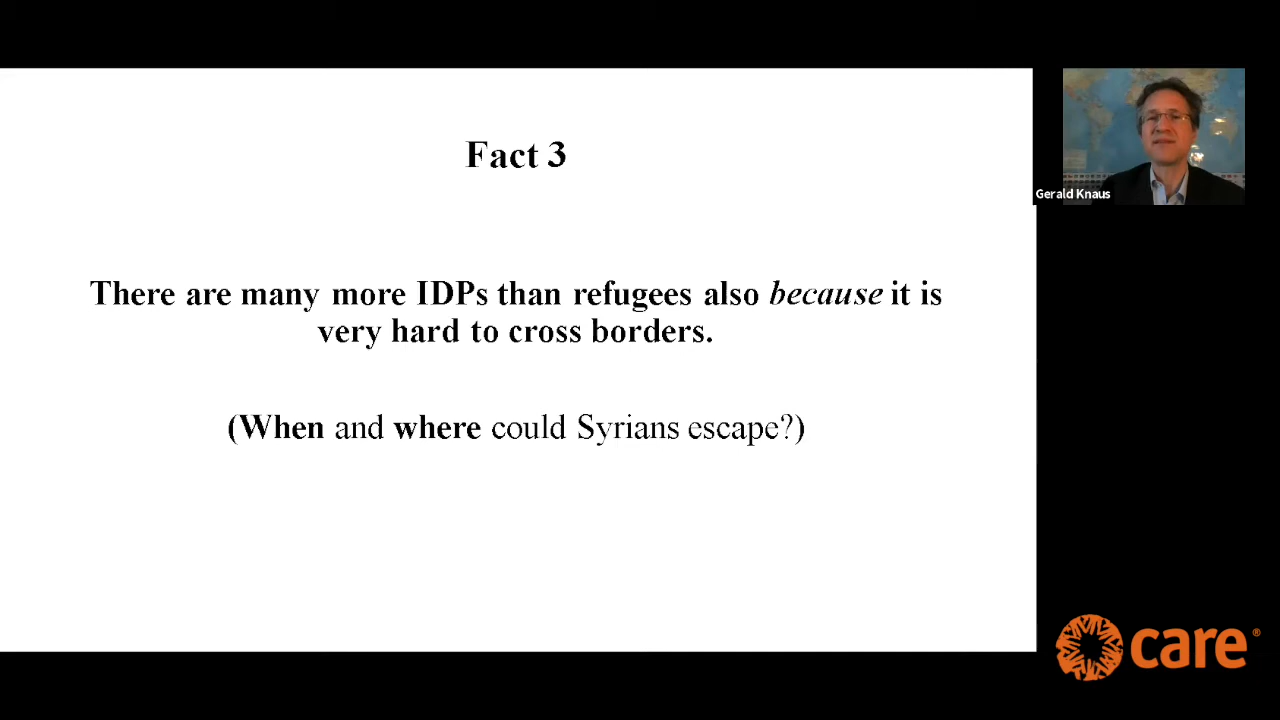 Fact 3
There are many more IDPs than refugees also because it is
very hard to cross borders.
(When and where could Syrians escape?)
Gerald Knaus
care®